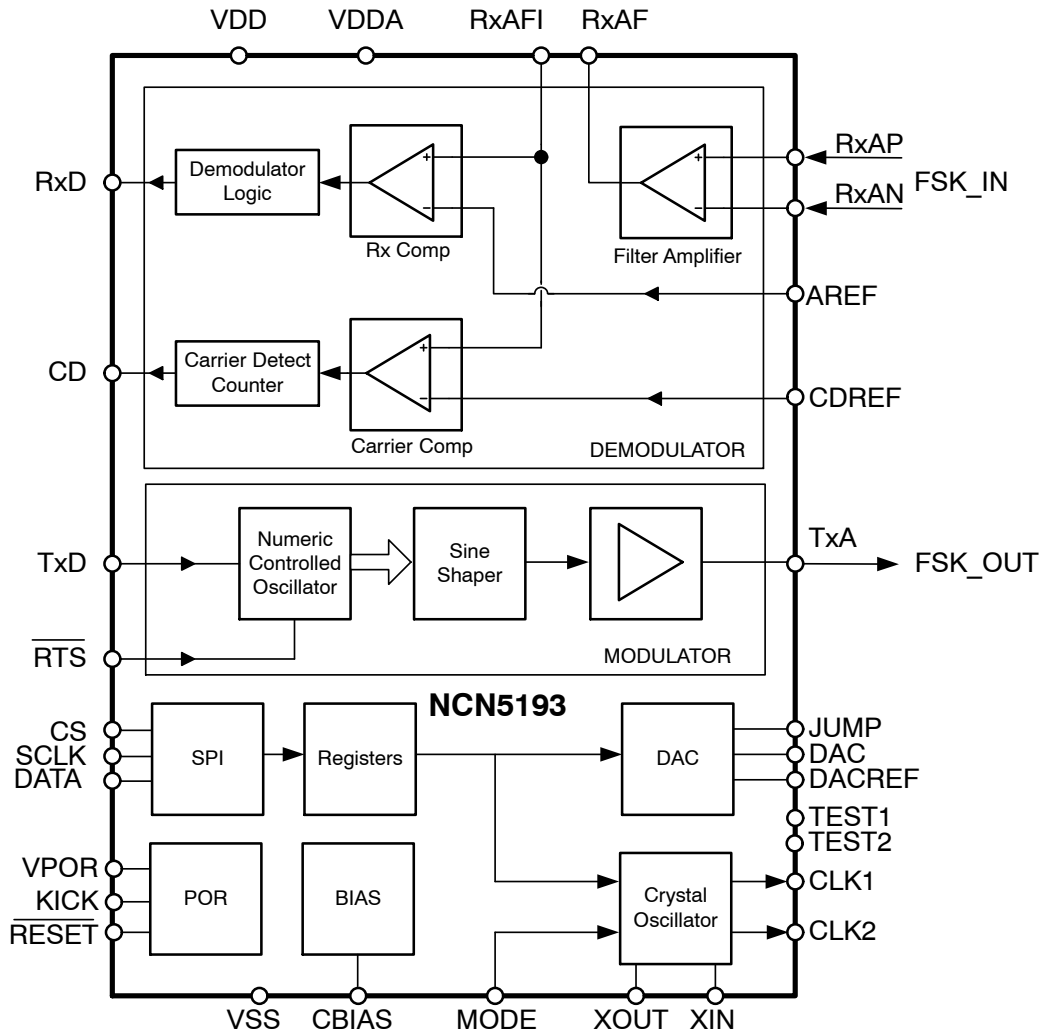 VDD
VDDA
RxAFI
RxAF
RxD
Demodulator
Logic
+
−
Rx Comp
+
−
Filter Amplifier
RxAP
FSK_IN
RxAN
AREF
CD
Carrier Detect
Counter
+
−
Carrier Comp
CDREF
DEMODULATOR
TxD
Numeric
Controlled
Oscillator
Sine
Shaper
TxA
FSK_OUT
RTS
MODULATOR
NCN5193
CS
SCLK
DATA
SPI
Registers
DAC
JUMP
DAC
DACREF
TEST1
TEST2
VPOR
KICK
RESET
POR
BIAS
Crystal
Oscillator
CLK1
CLK2
VSS
CBIAS
MODE
XOUT
XIN